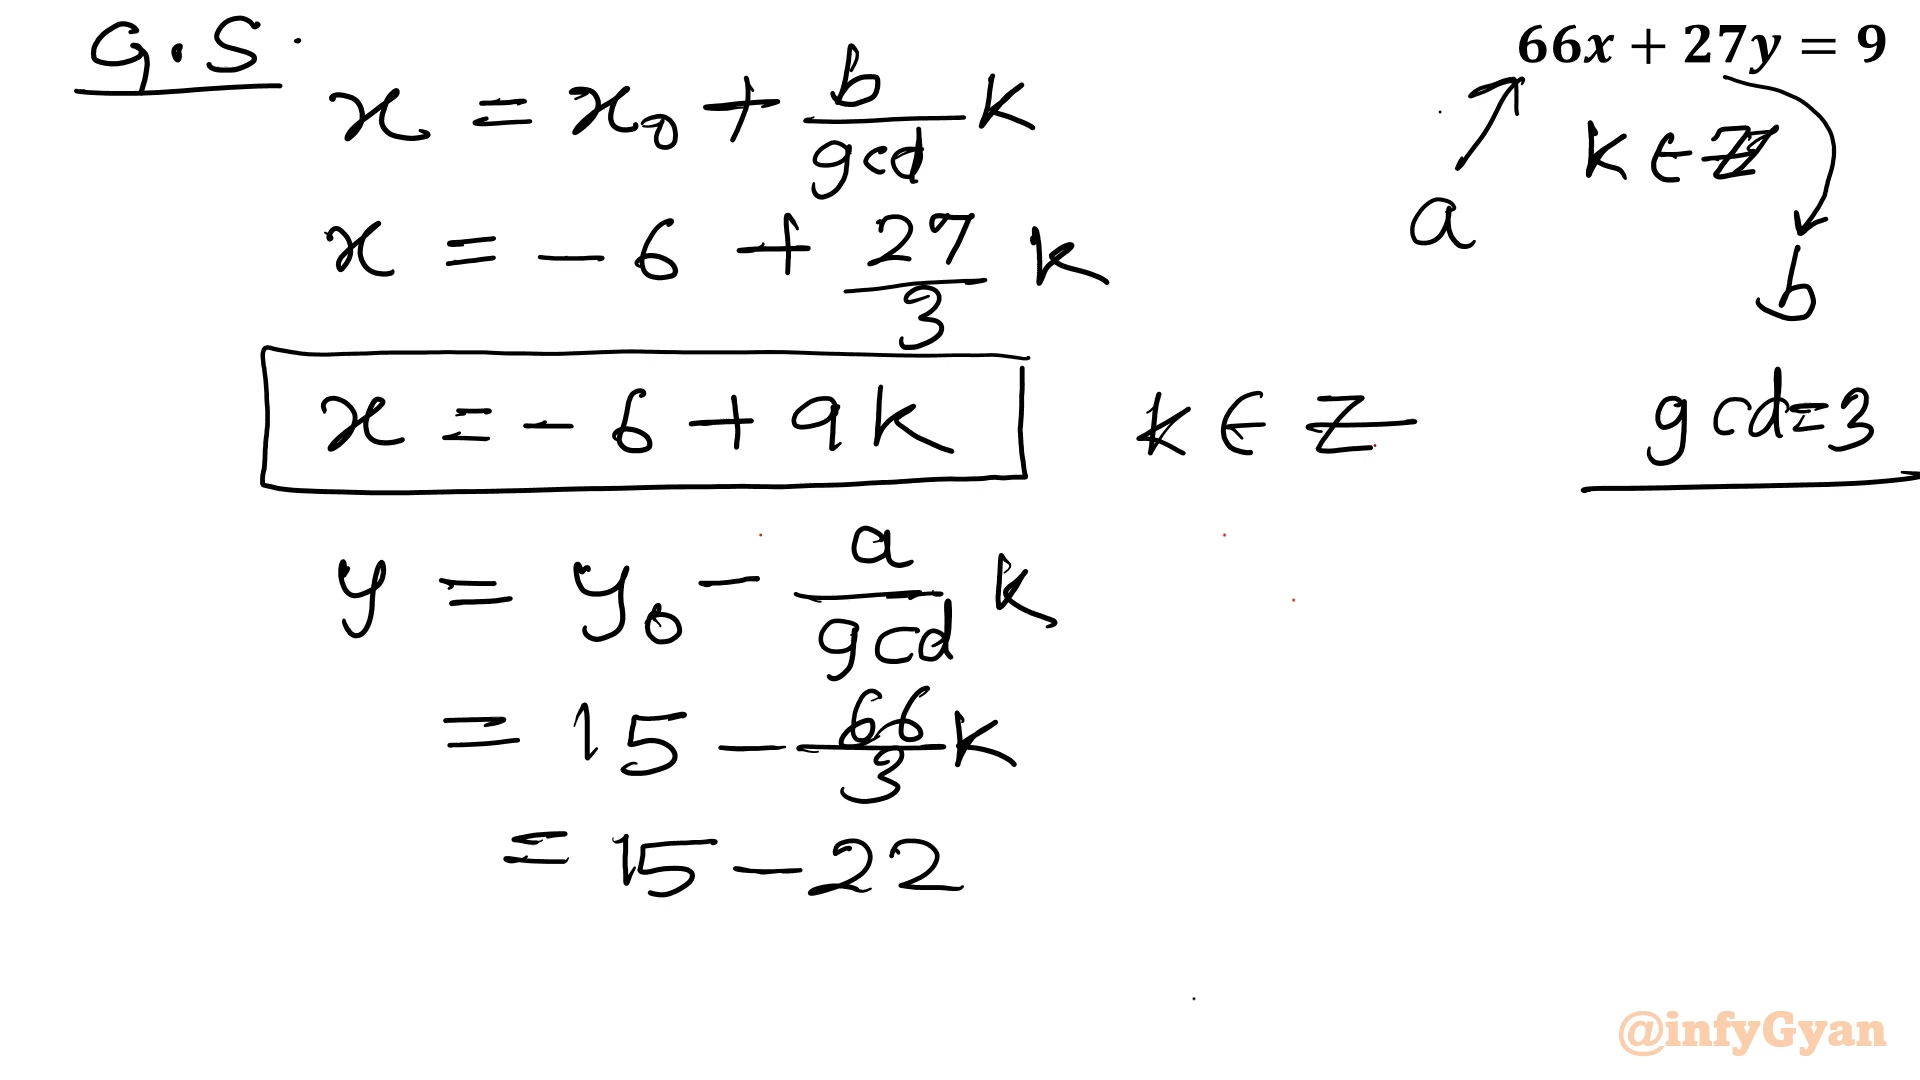 G.S.
66x + 27y = 9
x = x₀ + b/gcd k
k ∈ Z
a
x = -6 + 27/3 k
b
x = -6 + 9k
k ∈ Z
gcd=3
y = y₀ - a/gcd k
= 15 - 66/3 k
= 15 - 22
@infyGyan